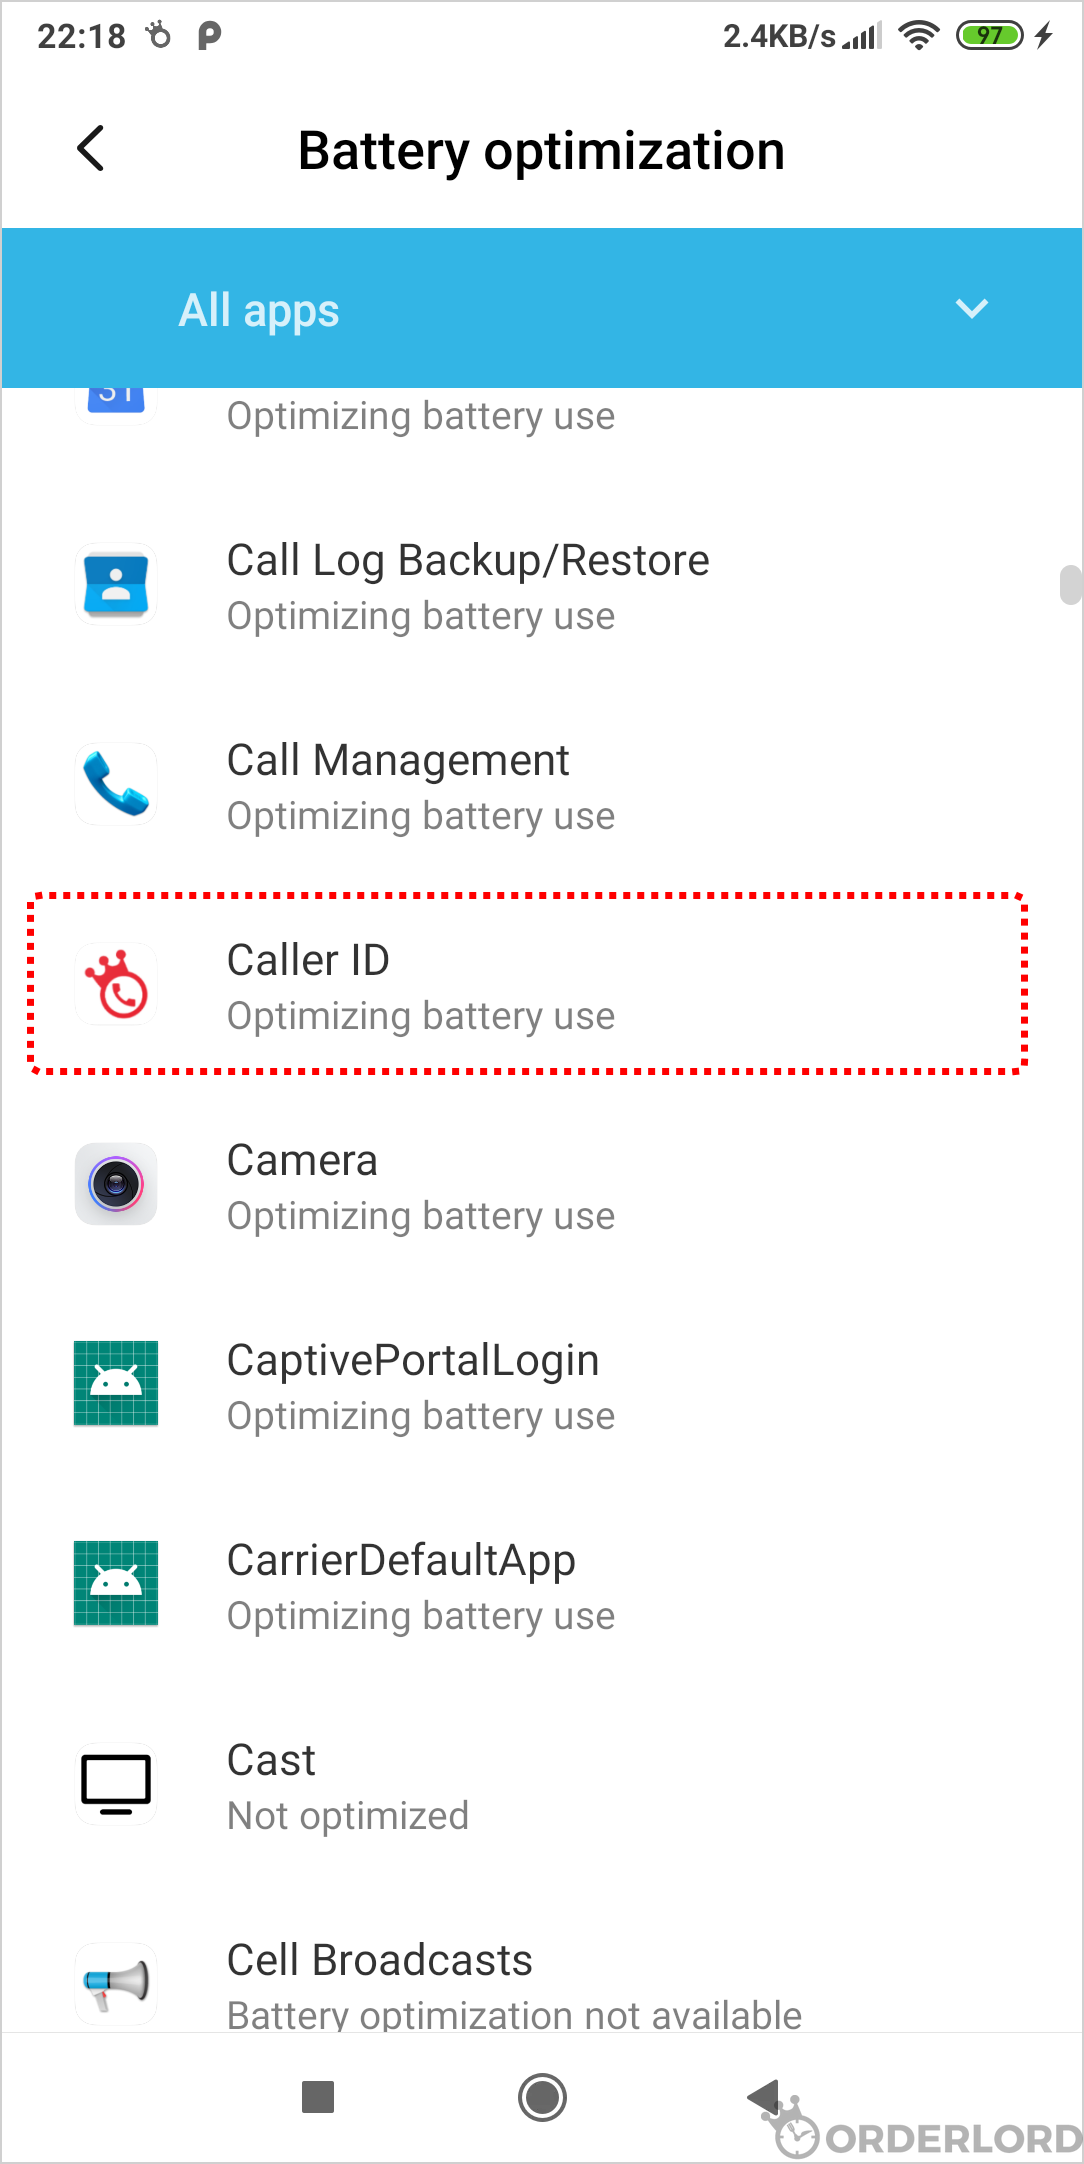 22:18
2.4KB/s
97
Battery optimization
All apps
31
Optimizing battery use
Call Log Backup/Restore
Optimizing battery use
Call Management
Optimizing battery use
Caller ID
Optimizing battery use
Camera
Optimizing battery use
CaptivePortalLogin
Optimizing battery use
CarrierDefaultApp
Optimizing battery use
Cast
Not optimized
Cell Broadcasts
Battery optimization not available
ORDERLORD